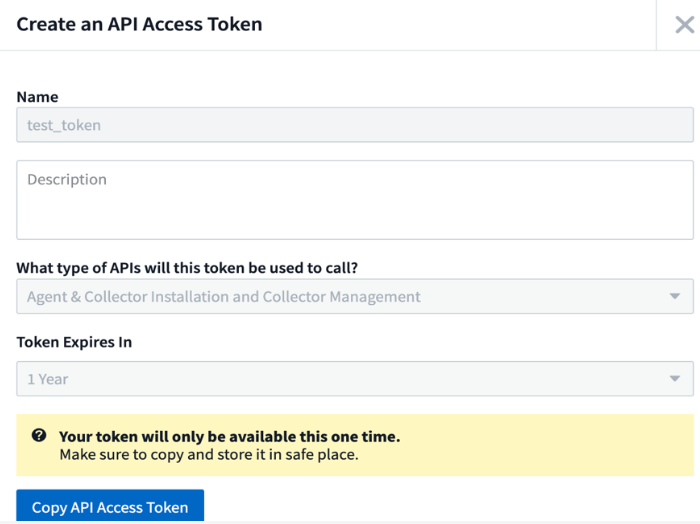 Create an API Access Token
Name
test_token
Description
What type of APIs will this token be used to call?
Agent & Collector Installation and Collector Management
Token Expires In
1 Year
Your token will only be available this one time.
Make sure to copy and store it in safe place.
Copy API Access Token